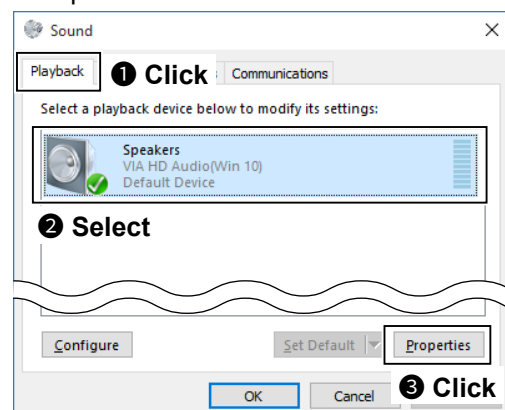 Sound
Playback ❶ Click Communications
Select a playback device below to modify its settings:
Speakers
VIA HD Audio(Win 10)
Default Device
❷ Select
Configure Set Default Properties
OK Cancel ❸ Click